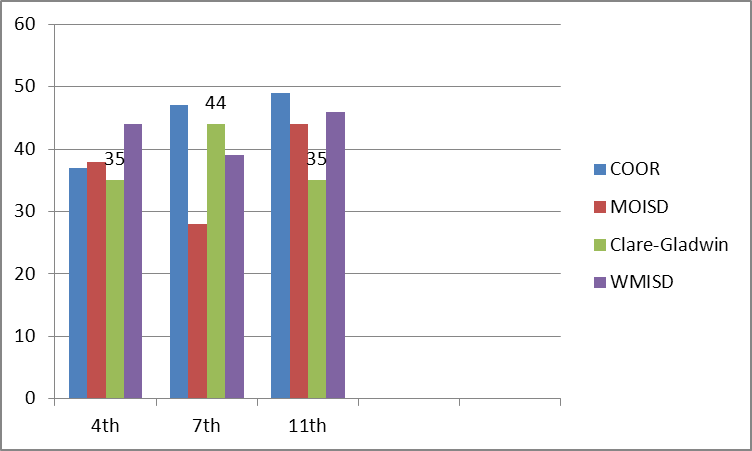 60
50
40
30
20
10
0
35
44
35
4th
7th
11th
COOR
MOISD
Clare-Gladwin
WMISD